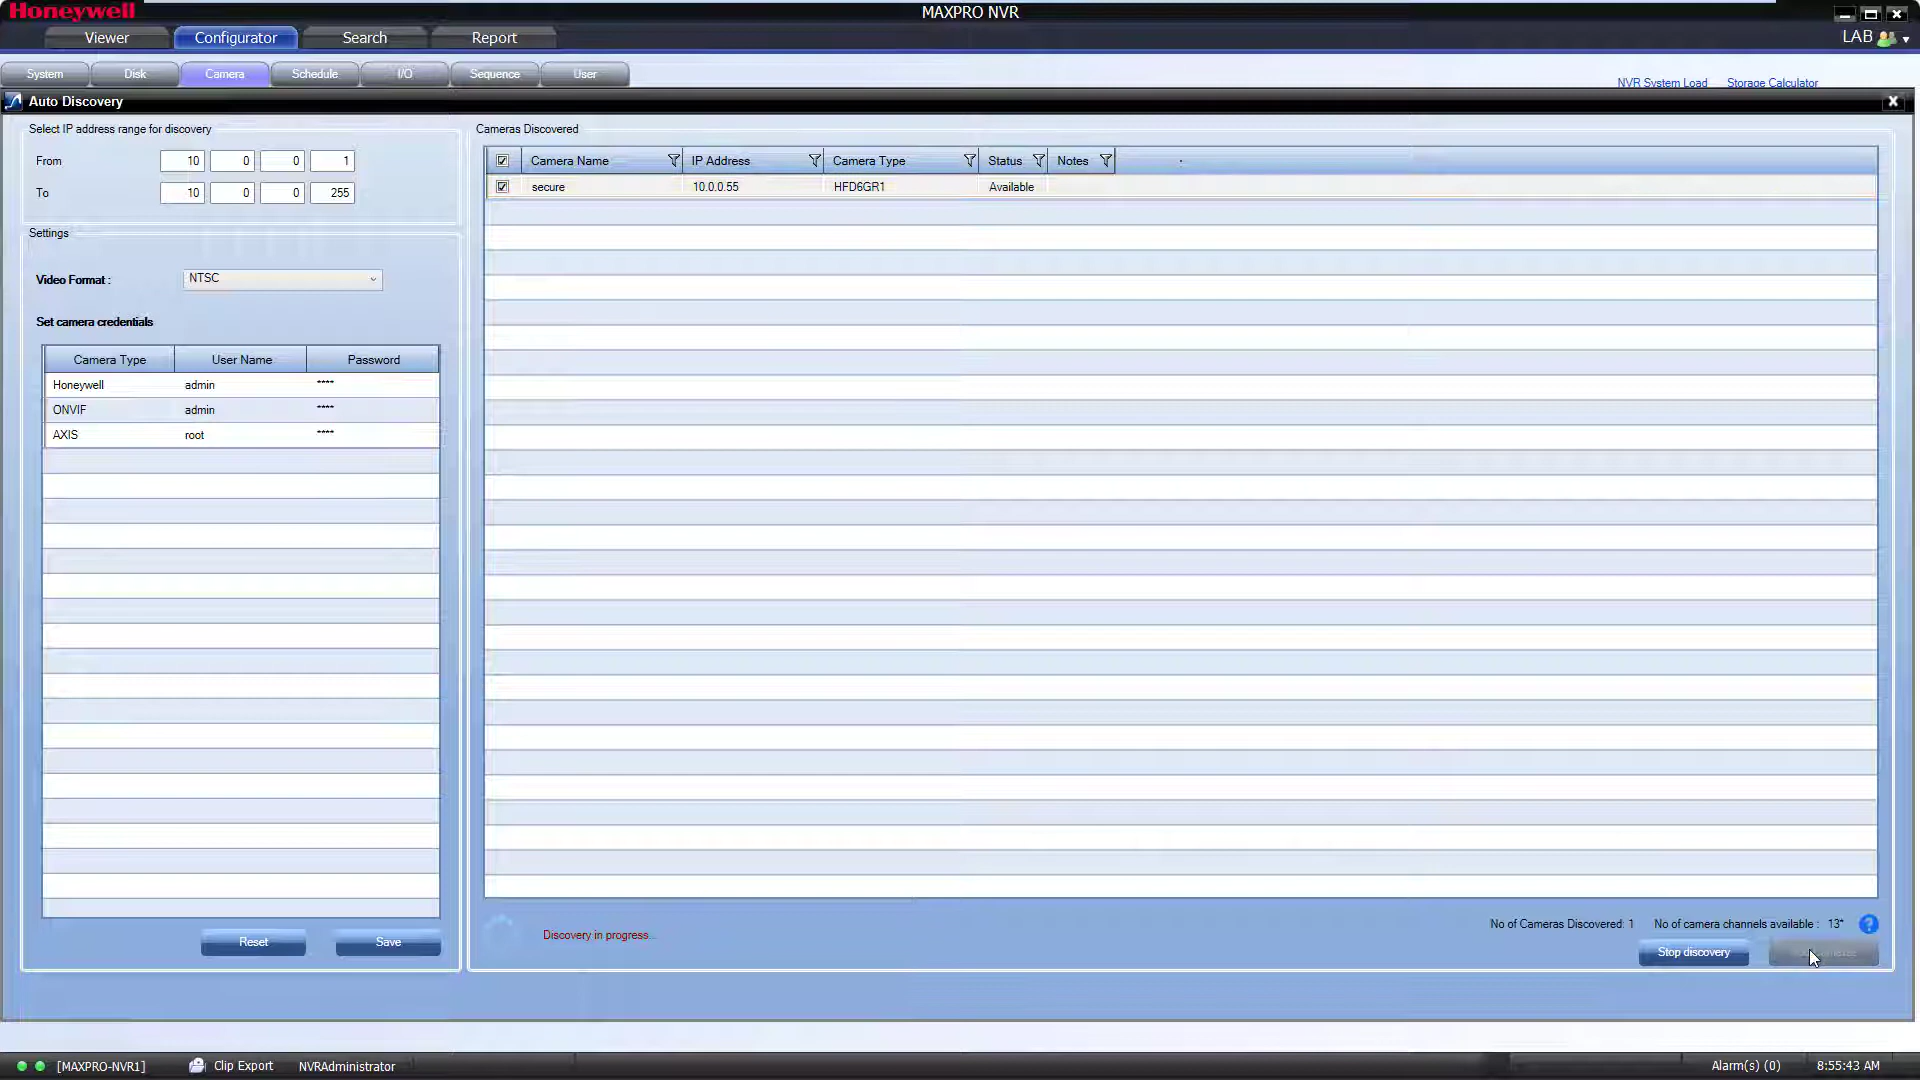 Honeywell
MAXPRO NVR
Viewer Configurator Search Report
LAB
System Disk Camera Schedule I/O Sequence User
NVR System Load Storage Calculator
Auto Discovery
Select IP address range for discovery
From 10 0 0 1
To 10 0 0 255
Settings
Video Format : NTSC
Set camera credentials
Camera Type User Name Password
Honeywell admin ****
ONVIF admin ****
AXIS root ****
Reset Save
Cameras Discovered
Camera Name IP Address Camera Type Status Notes
secure 10.0.0.55 HFD6GR1 Available
Discovery in progress...
No of Cameras Discovered: 1 No of camera channels available : 13* ?
Stop discovery
[MAXPRO-NVR1] Clip Export NVRAdministrator Alarm(s) (0) 8:55:43 AM